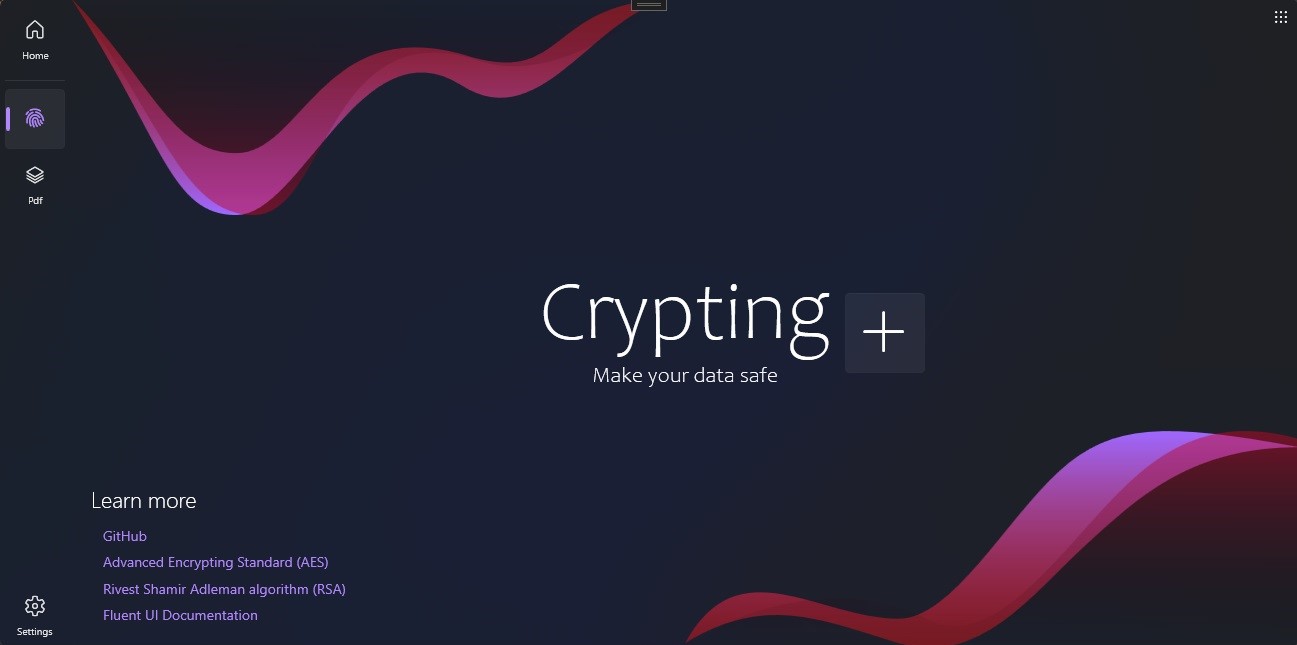 Home
Pdf
Crypting
Make your data safe
Learn more
GitHub
Advanced Encrypting Standard (AES)
Rivest Shamir Adleman algorithm (RSA)
Fluent UI Documentation
Settings